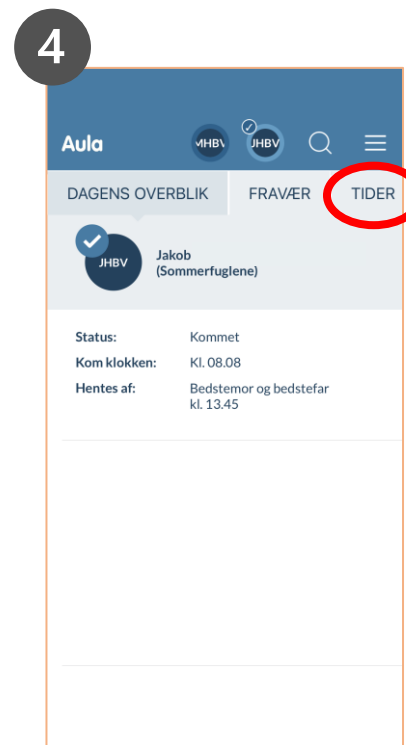 4
Aula
MHBV
JHBV
DAGENS OVERBLIK
FRAVÆR
TIDER
JHBV
Jakob
(Sommerfuglene)
Status: Kommet
Kom klokken: Kl. 08.08
Hentes af: Bedstemor og bedstefar
kl. 13.45